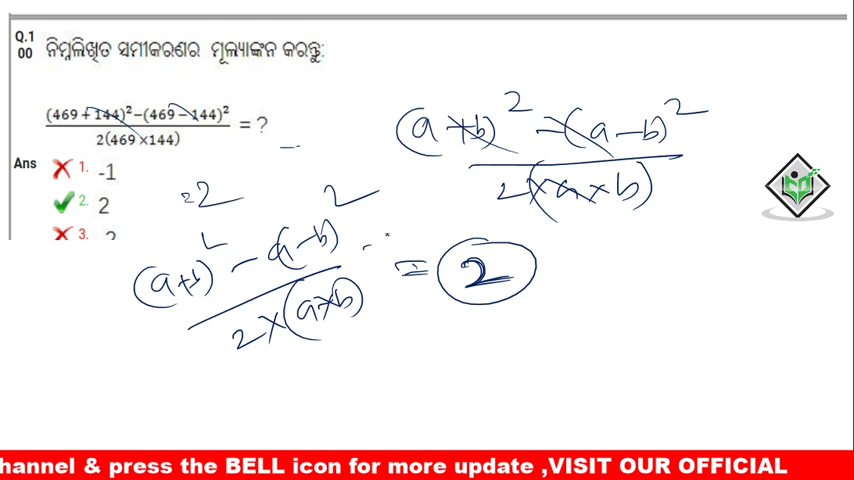 Q.1
00
ନିମ୍ନଲିଖିତ ସମୀକରଣର ମୂଲ୍ୟାଙ୍କନ କରନ୍ତୁ:
(469 + 144)² − (469 − 144)²
2(469 × 144)
= ?
Ans
1. -1
2. 2
3.
(a + b)² − (a − b)²
2 × a × b)
2 2
(a+b) − (a−b)
2 × (a×b)
= 2
hannel & press the BELL icon for more update ,VISIT OUR OFFICIAL